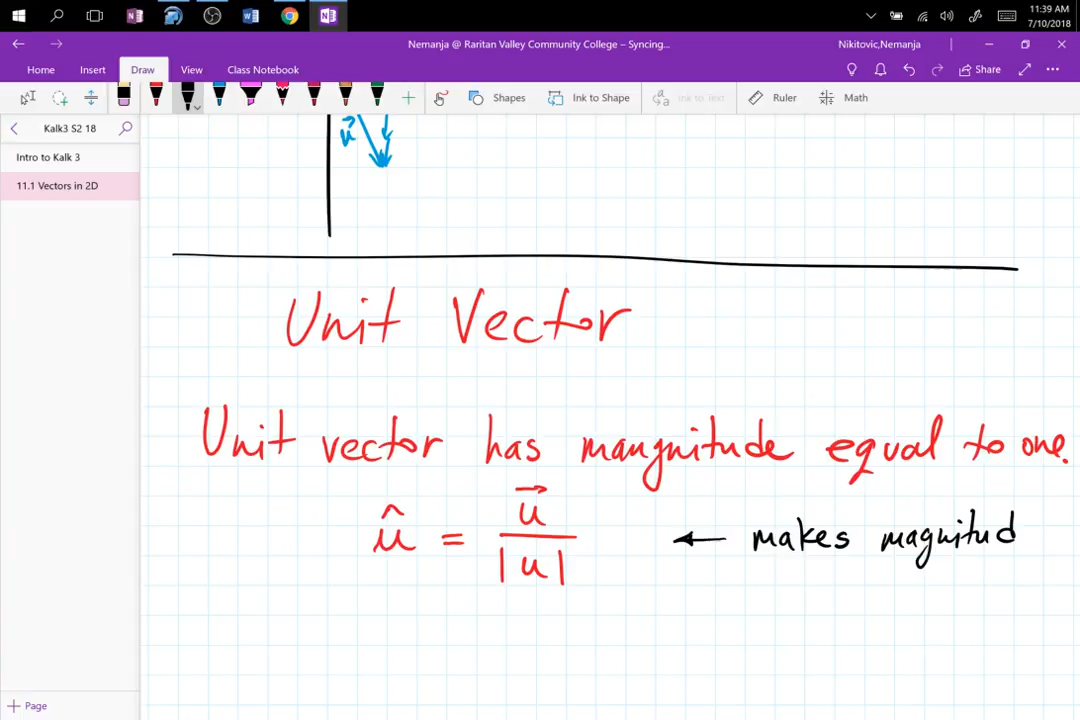 11:39 AM
7/10/2018
Nemanja @ Raritan Valley Community College – Syncing...
Nikitovic,Nemanja
Home Insert Draw View Class Notebook
Share
Shapes Ink to Shape Ink to Text Ruler Math
Kalk3 S2 18
Intro to Kalk 3
11.1 Vectors in 2D
u⃗
Unit Vector
Unit vector has mangnitude equal to one.
û = u⃗ / |u| ← makes magnitud
+ Page